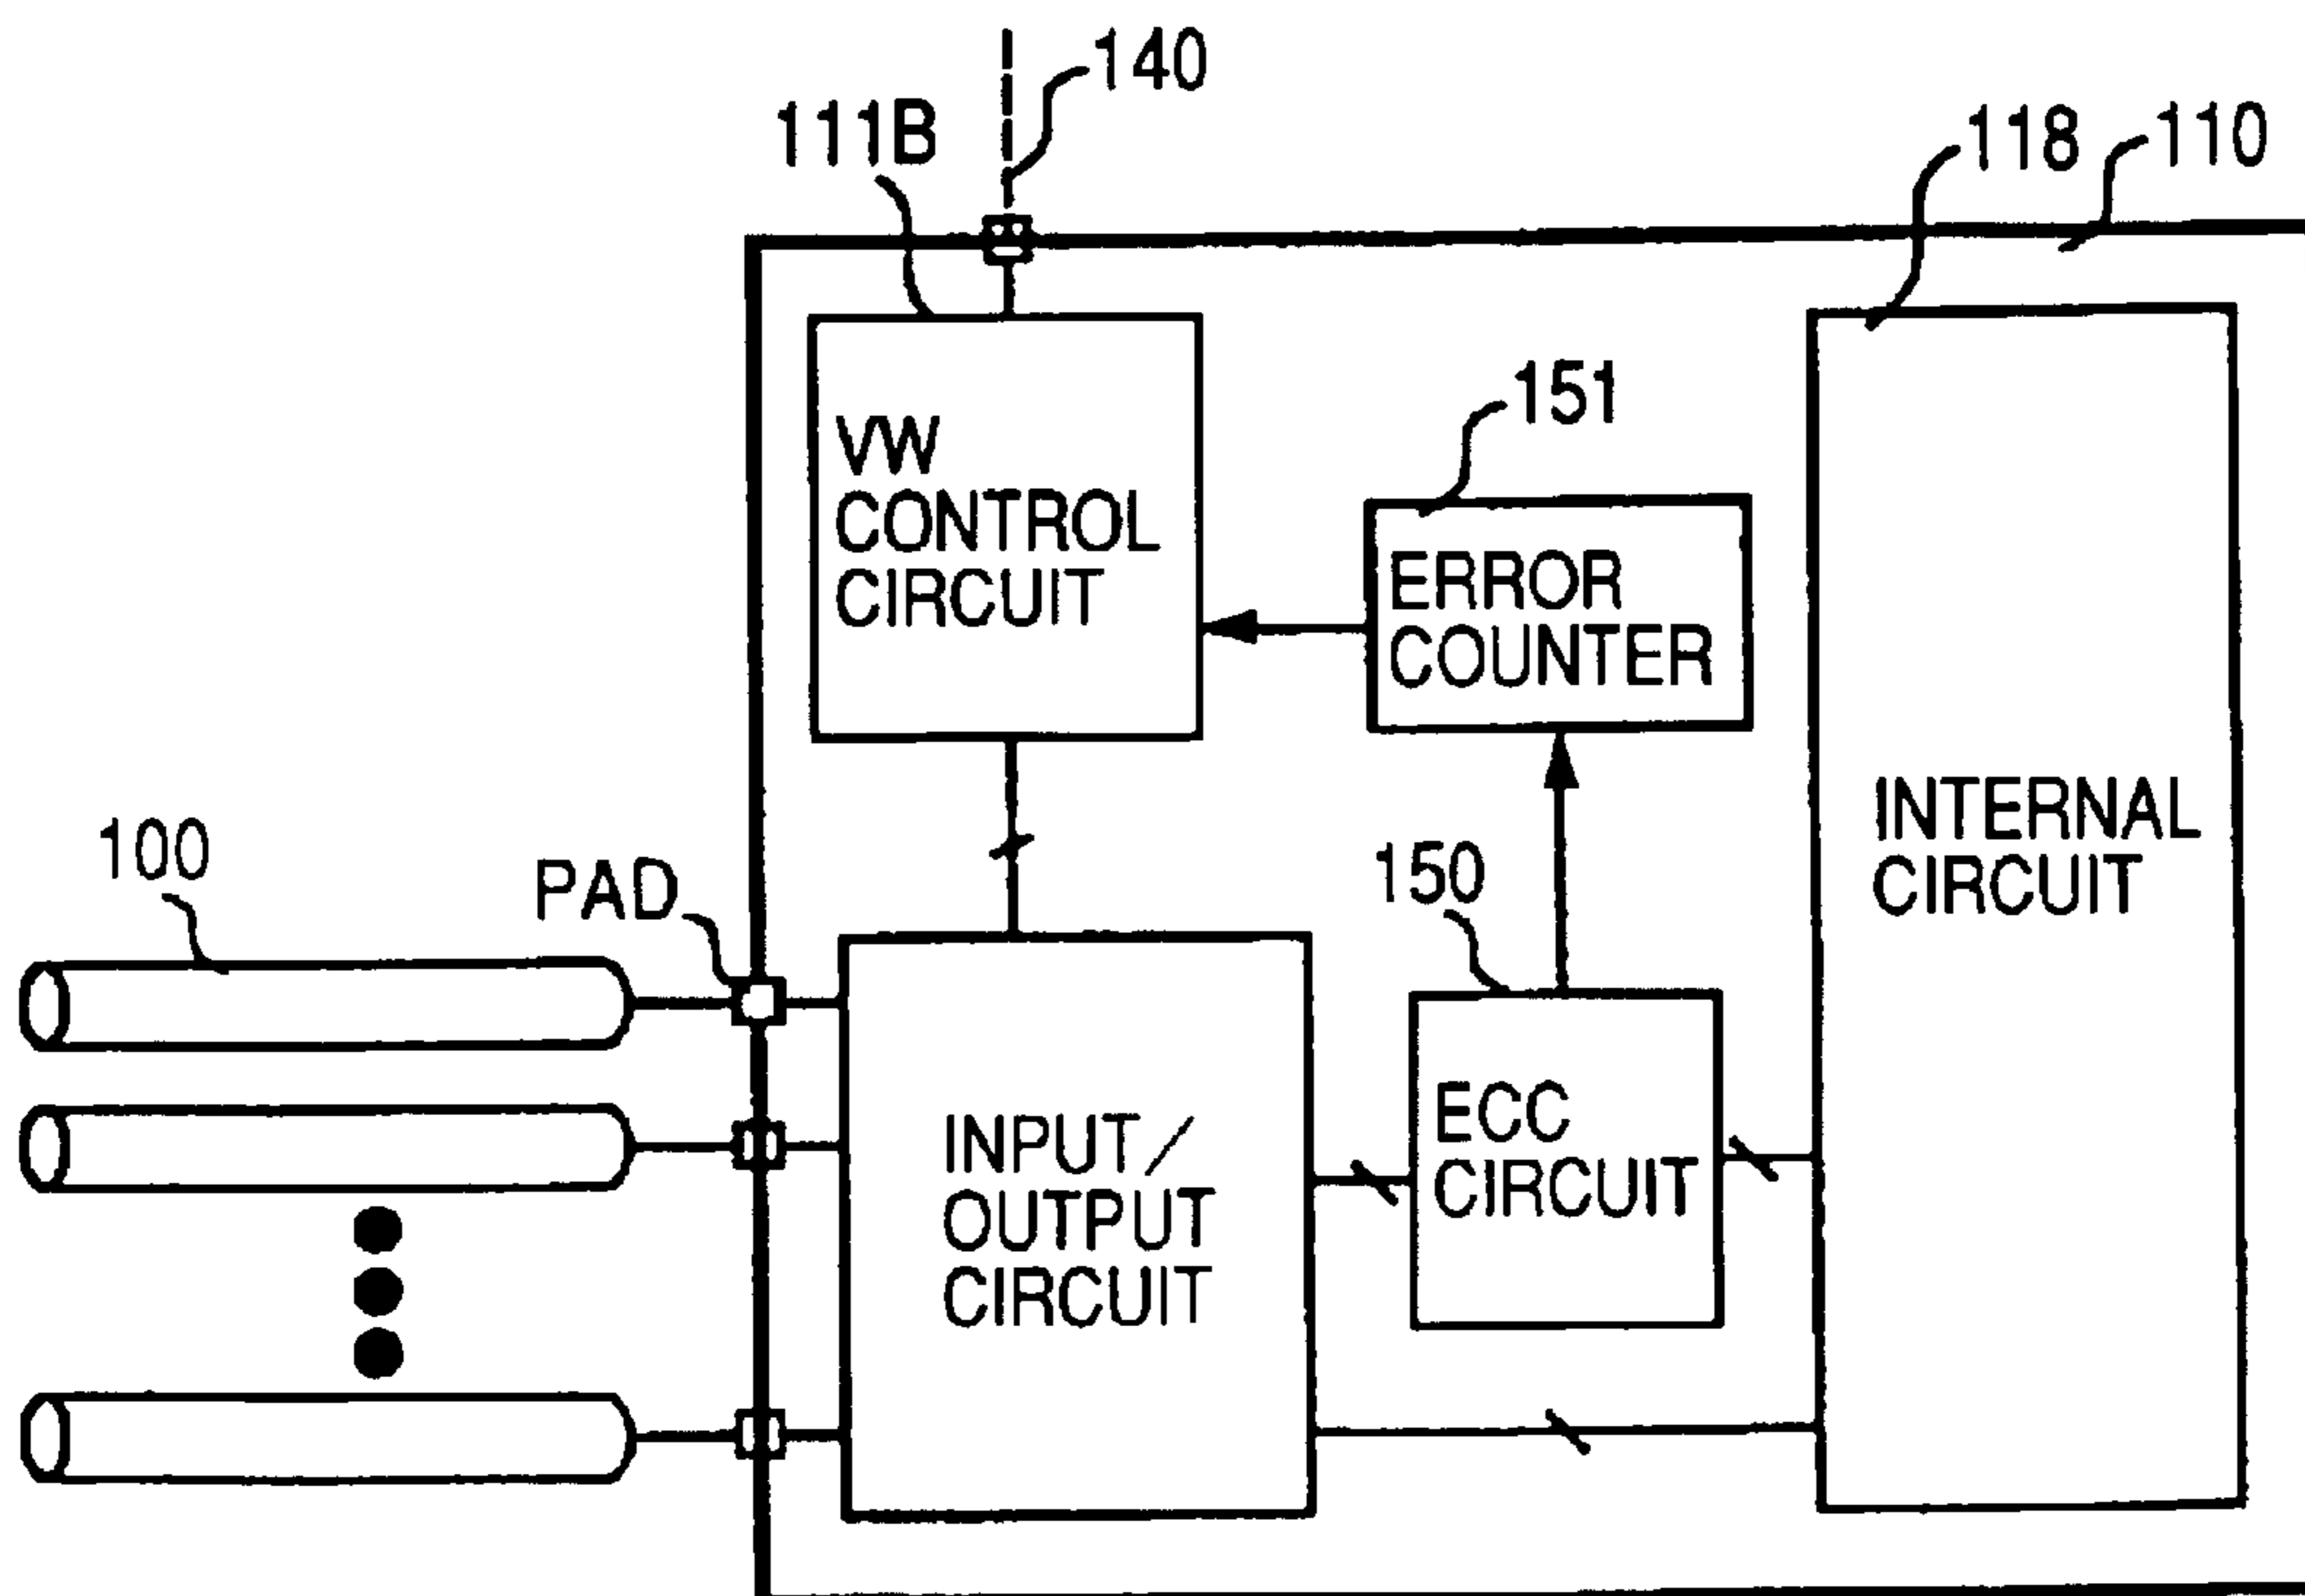 140
111B
118
110
VW
CONTROL
CIRCUIT
151
ERROR
COUNTER
INTERNAL
CIRCUIT
100
PAD
150
ECC
CIRCUIT
INPUT/
OUTPUT
CIRCUIT